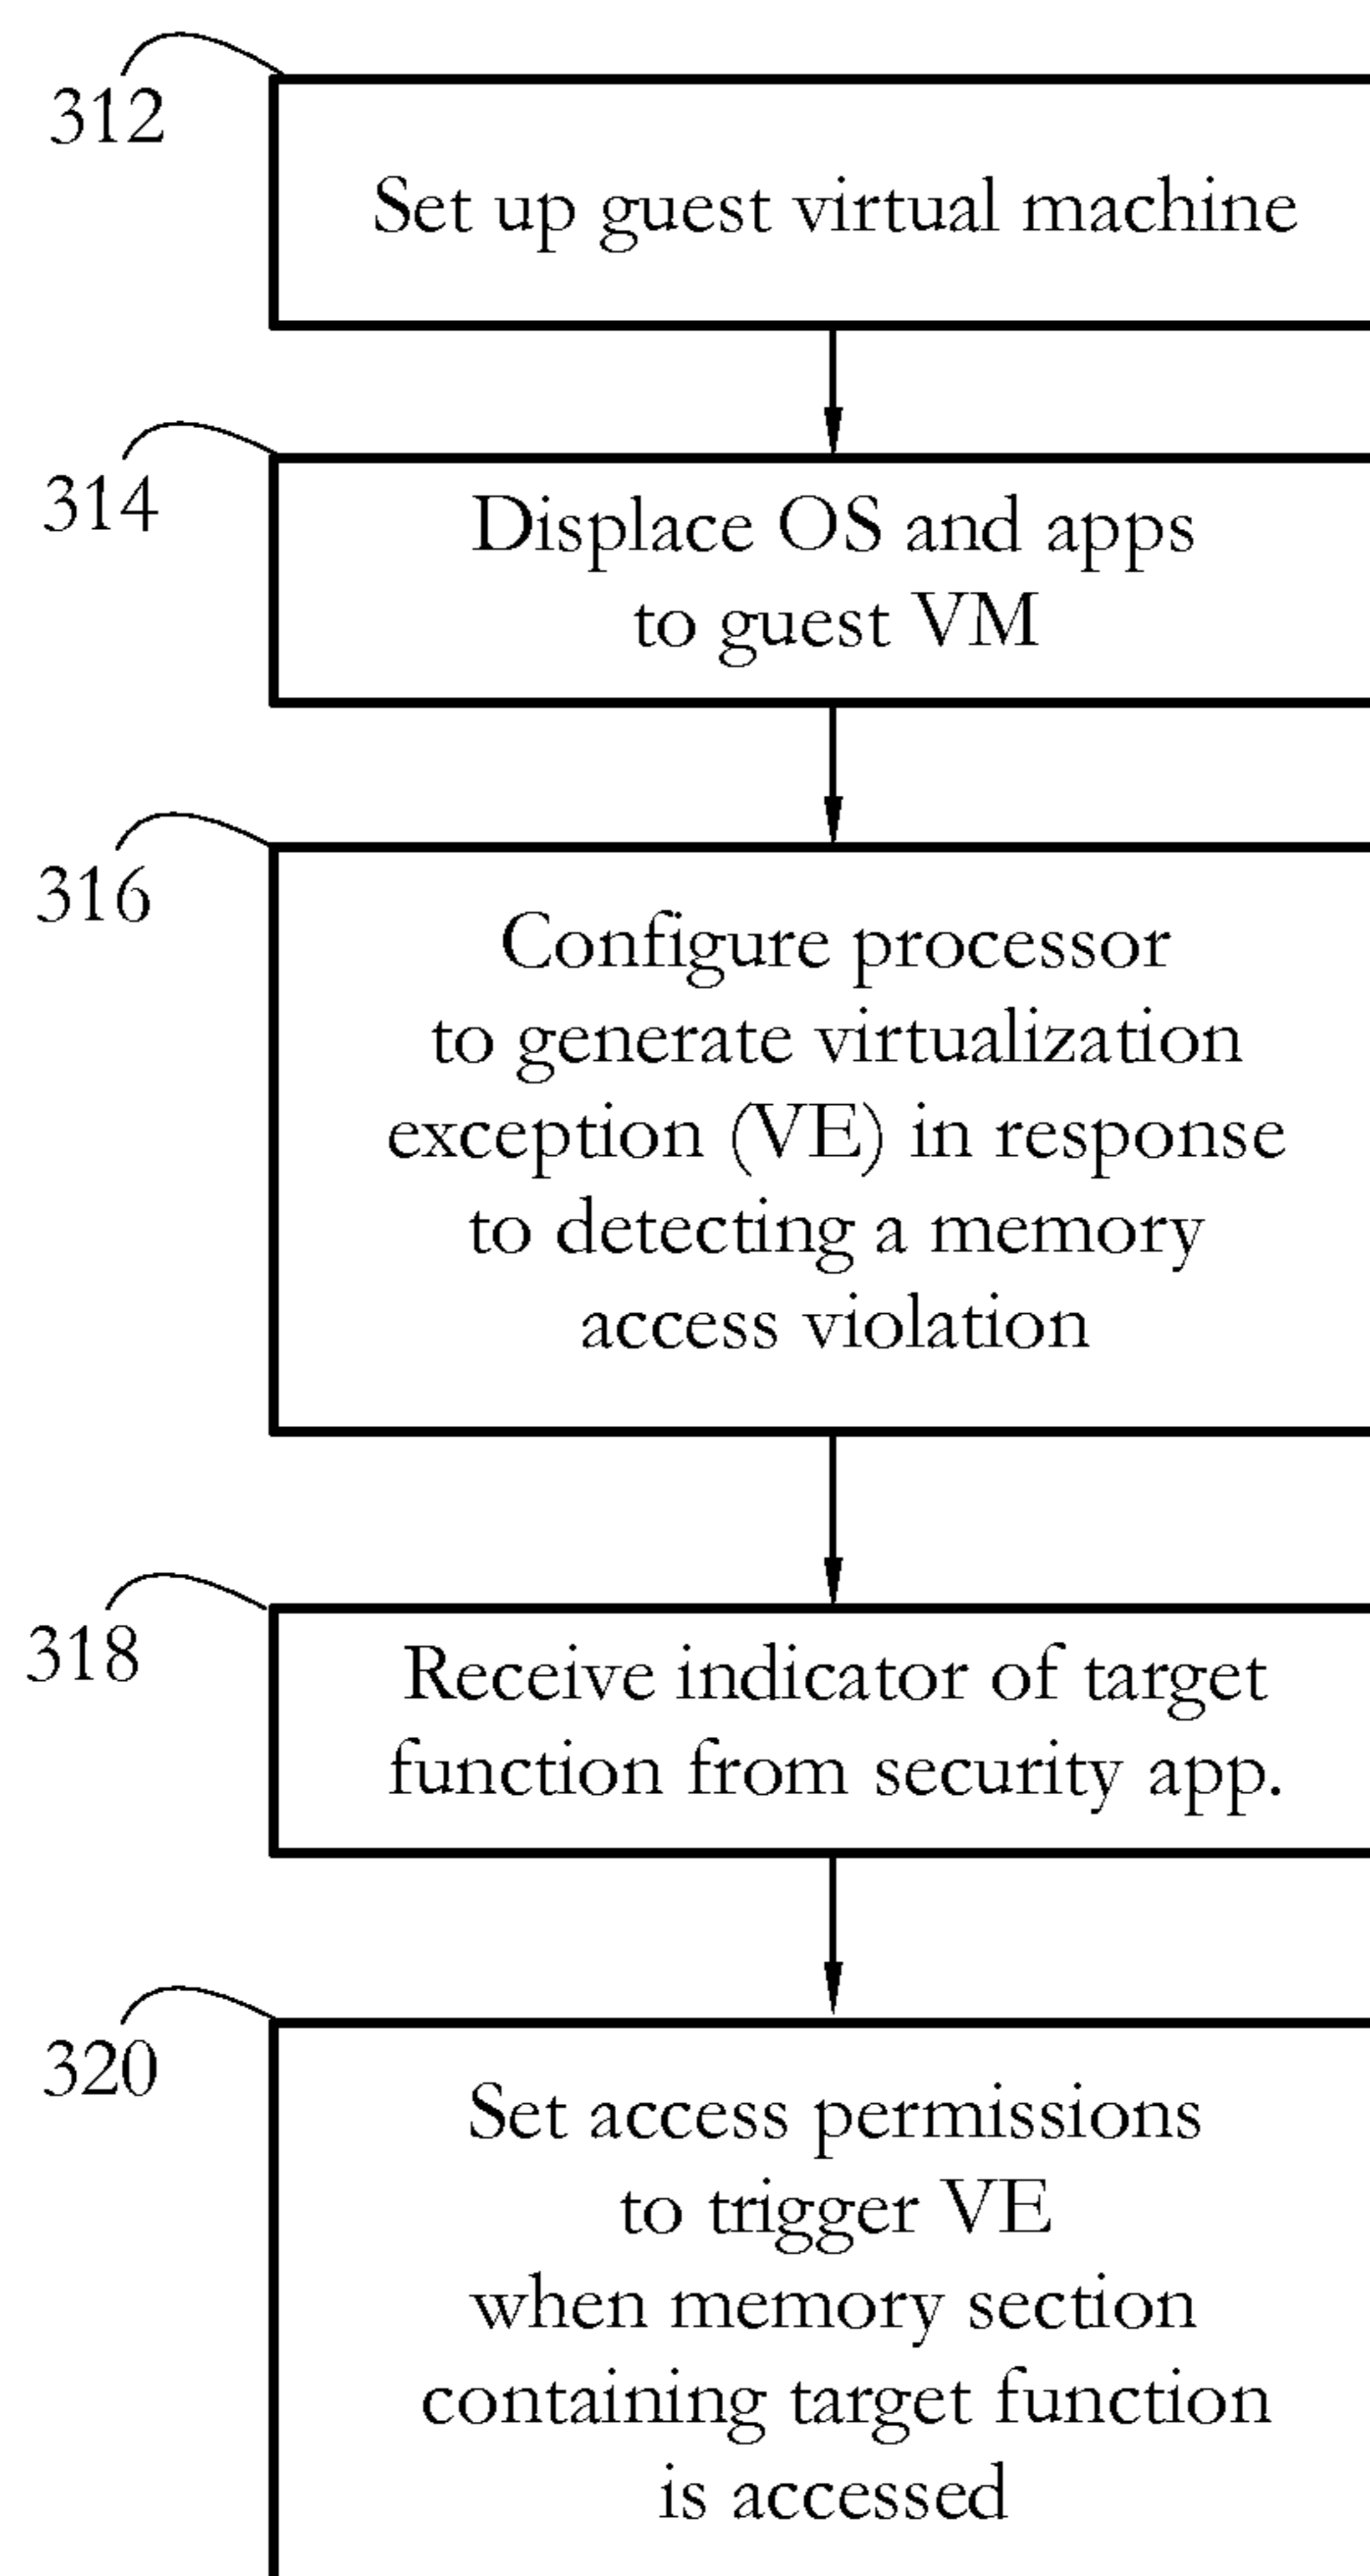 312
Set up guest virtual machine
314
Displace OS and apps
to guest VM
316
Configure processor
to generate virtualization
exception (VE) in response
to detecting a memory
access violation
318
Receive indicator of target
function from security app.
320
Set access permissions
to trigger VE
when memory section
containing target function
is accessed